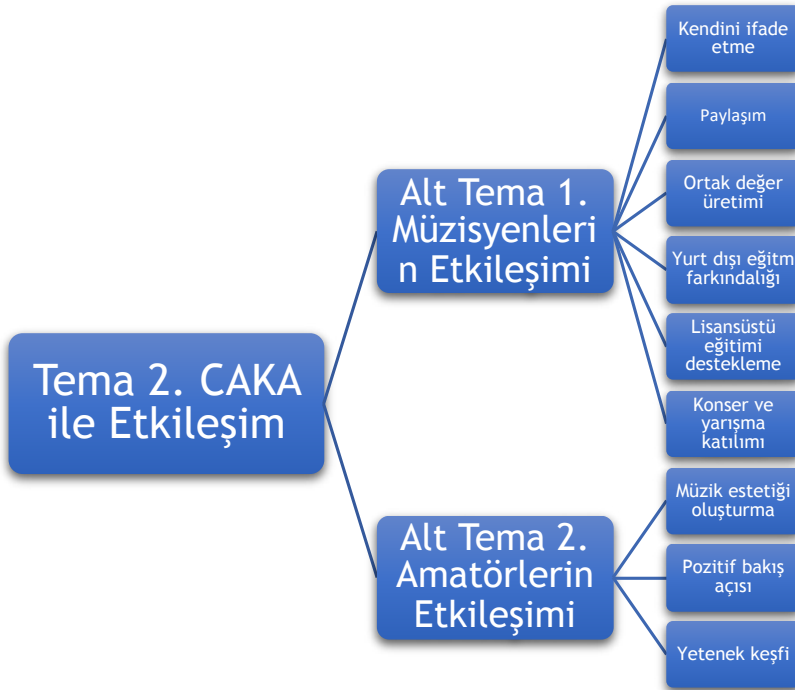 Tema 2. CAKA
ile Etkileşim
Alt Tema 1.
Müzisyenleri
n Etkileşimi
Kendini ifade
etme
Paylaşım
Ortak değer
üretimi
Yurt dışı eğitm
farkındalığı
Lisansüstü
eğitimi
destekleme
Konser ve
yarışma
katılımı
Alt Tema 2.
Amatörlerin
Etkileşimi
Müzik estetiği
oluşturma
Pozitif bakış
açısı
Yetenek keşfi